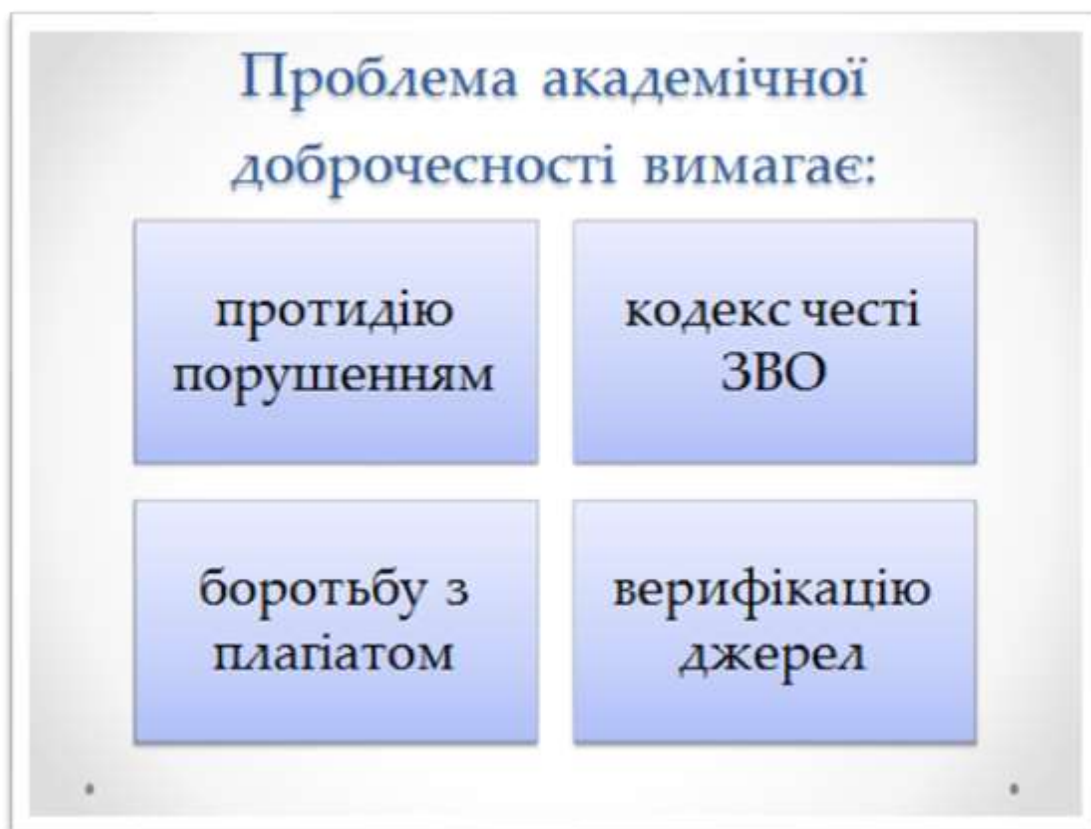 Проблема академічної
доброчесності вимагає:
протидію
порушенням
кодекс честі
ЗВО
боротьбу з
плагіатом
верифікацію
джерел